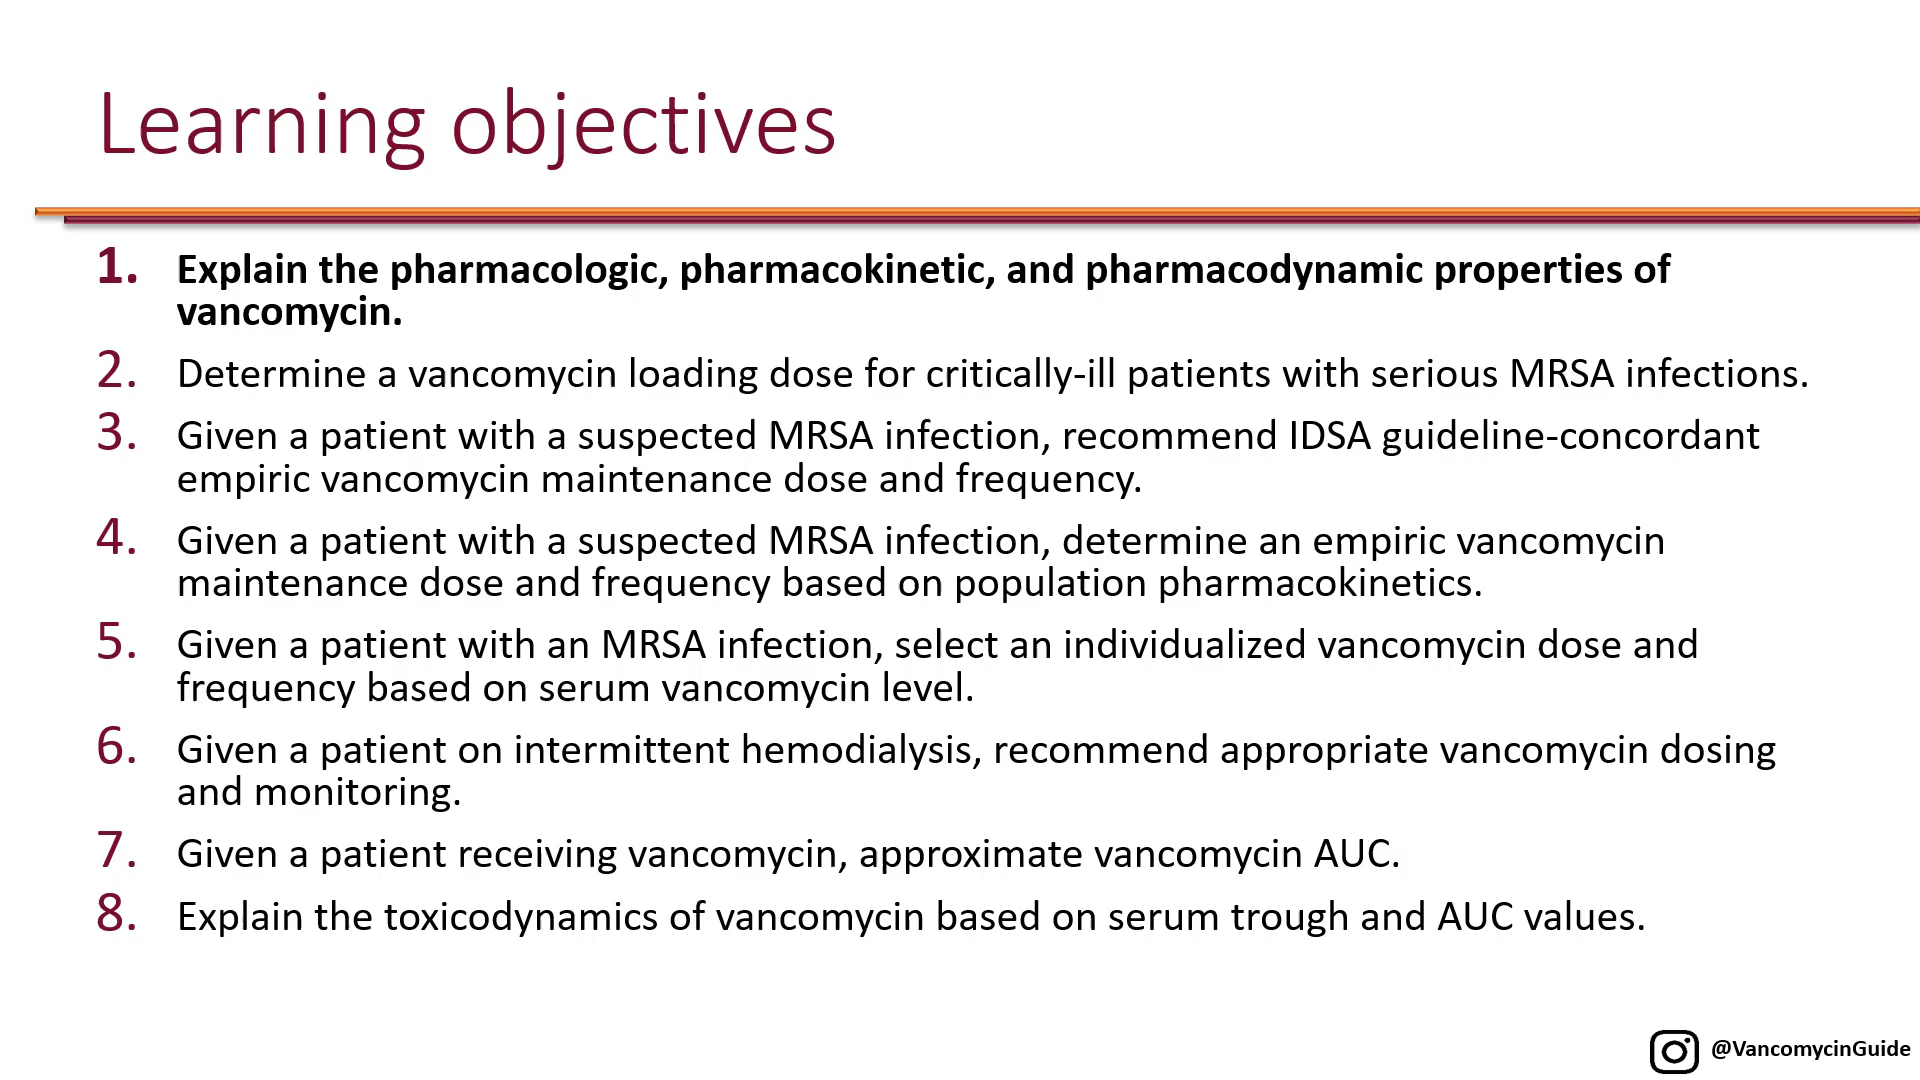 Learning objectives
1. Explain the pharmacologic, pharmacokinetic, and pharmacodynamic properties of
vancomycin.
2. Determine a vancomycin loading dose for critically-ill patients with serious MRSA infections.
3. Given a patient with a suspected MRSA infection, recommend IDSA guideline-concordant
empiric vancomycin maintenance dose and frequency.
4. Given a patient with a suspected MRSA infection, determine an empiric vancomycin
maintenance dose and frequency based on population pharmacokinetics.
5. Given a patient with an MRSA infection, select an individualized vancomycin dose and
frequency based on serum vancomycin level.
6. Given a patient on intermittent hemodialysis, recommend appropriate vancomycin dosing
and monitoring.
7. Given a patient receiving vancomycin, approximate vancomycin AUC.
8. Explain the toxicodynamics of vancomycin based on serum trough and AUC values.
@VancomycinGuide